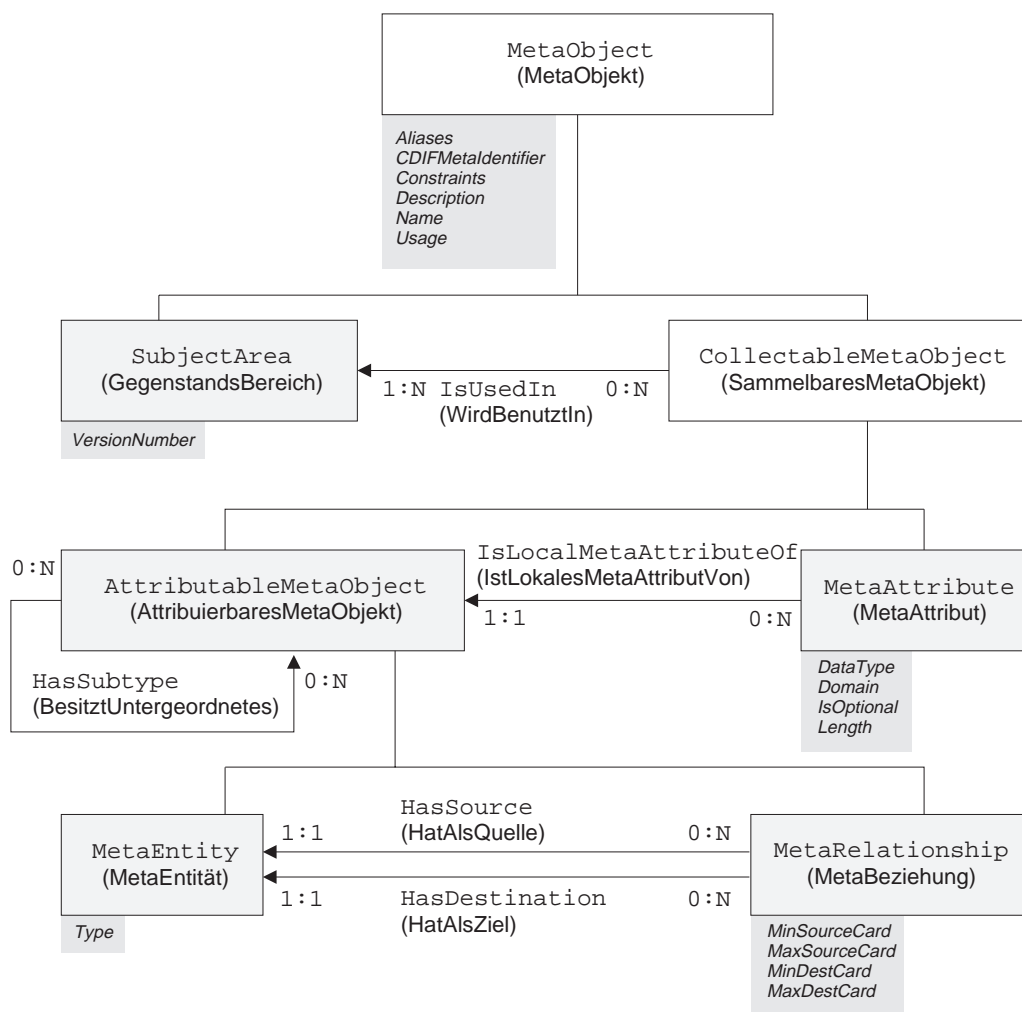 MetaObject
(MetaObjekt)
Aliases
CDIFMetaIdentifier
Constraints
Description
Name
Usage
SubjectArea
(GegenstandsBereich)
VersionNumber
1:N IsUsedIn 0:N
(WirdBenutztIn)
CollectableMetaObject
(SammelbaresMetaObjekt)
0:N
AttributableMetaObject
(AttribuierbaresMetaObjekt)
IsLocalMetaAttributeOf
(IstLokalesMetaAttributVon)
1:1 0:N
MetaAttribute
(MetaAttribut)
DataType
Domain
IsOptional
Length
HasSubtype 0:N
(BesitztUntergeordnetes)
MetaEntity
(MetaEntität)
Type
HasSource
1:1 (HatAlsQuelle) 0:N
1:1 HasDestination 0:N
(HatAlsZiel)
MetaRelationship
(MetaBeziehung)
MinSourceCard
MaxSourceCard
MinDestCard
MaxDestCard